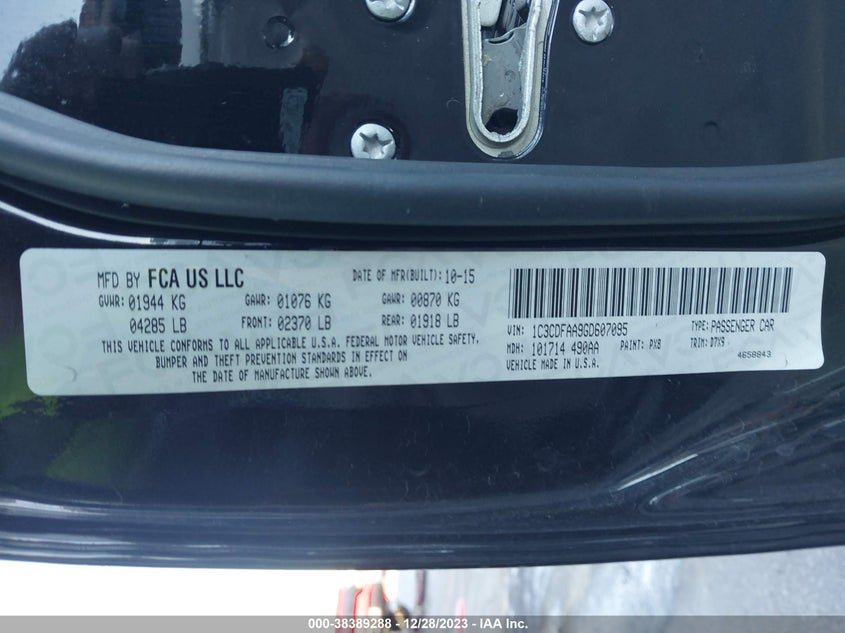 MFD BY FCA US LLC DATE OF MFR(BUILT): 10-15
GVWR: 01944 KG GAWR: 01076 KG GAWR: 00870 KG
04285 LB FRONT: 02370 LB REAR: 01918 LB
THIS VEHICLE CONFORMS TO ALL APPLICABLE U.S.A. FEDERAL MOTOR VEHICLE SAFETY,
BUMPER AND THEFT PREVENTION STANDARDS IN EFFECT ON
THE DATE OF MANUFACTURE SHOWN ABOVE.
VIN: 1C3CDFAA9GD607095 TYPE: PASSENGER CAR
MDH: 101714 490AA PAINT: PX8 TRIM: D7X9
VEHICLE MADE IN U.S.A. 4658843
000-38389288 - 12/28/2023 - IAA Inc.